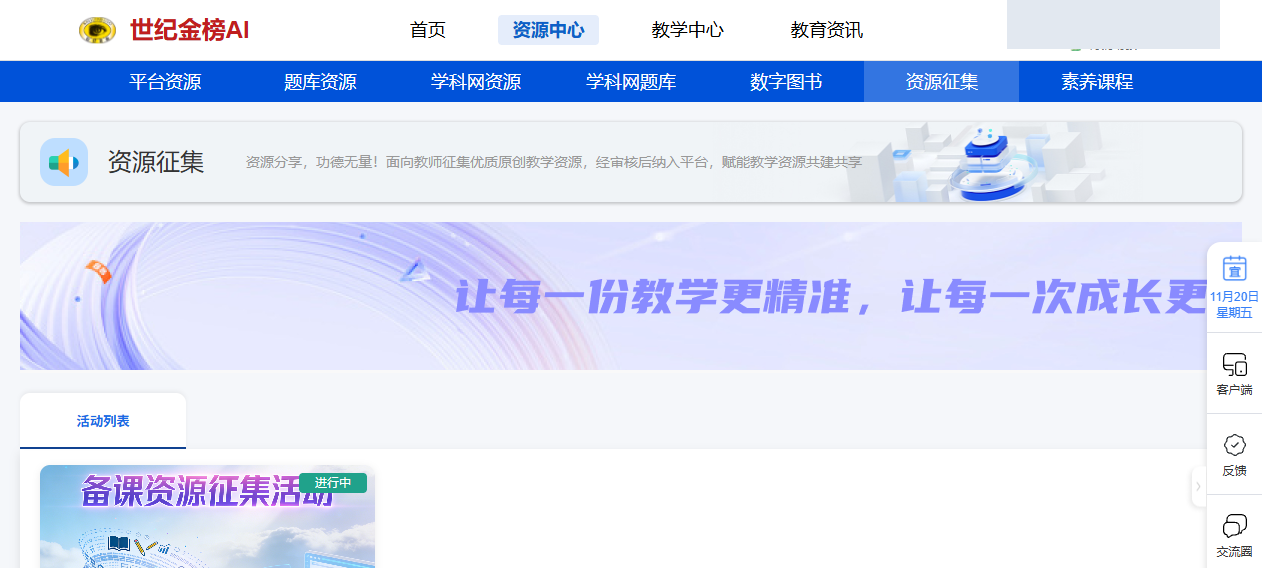 世纪金榜AI
首页 资源中心 教学中心 教育资讯
平台资源 题库资源 学科网资源 学科网题库 数字图书 资源征集 素养课程
资源征集 资源分享，功德无量！面向教师征集优质原创教学资源，经审核后纳入平台，赋能教学资源共建共享
让每一份教学更精准，让每一次成长更
宜
11月20日
星期五
客户端
反馈
交流圈
活动列表
备课资源征集活动
进行中